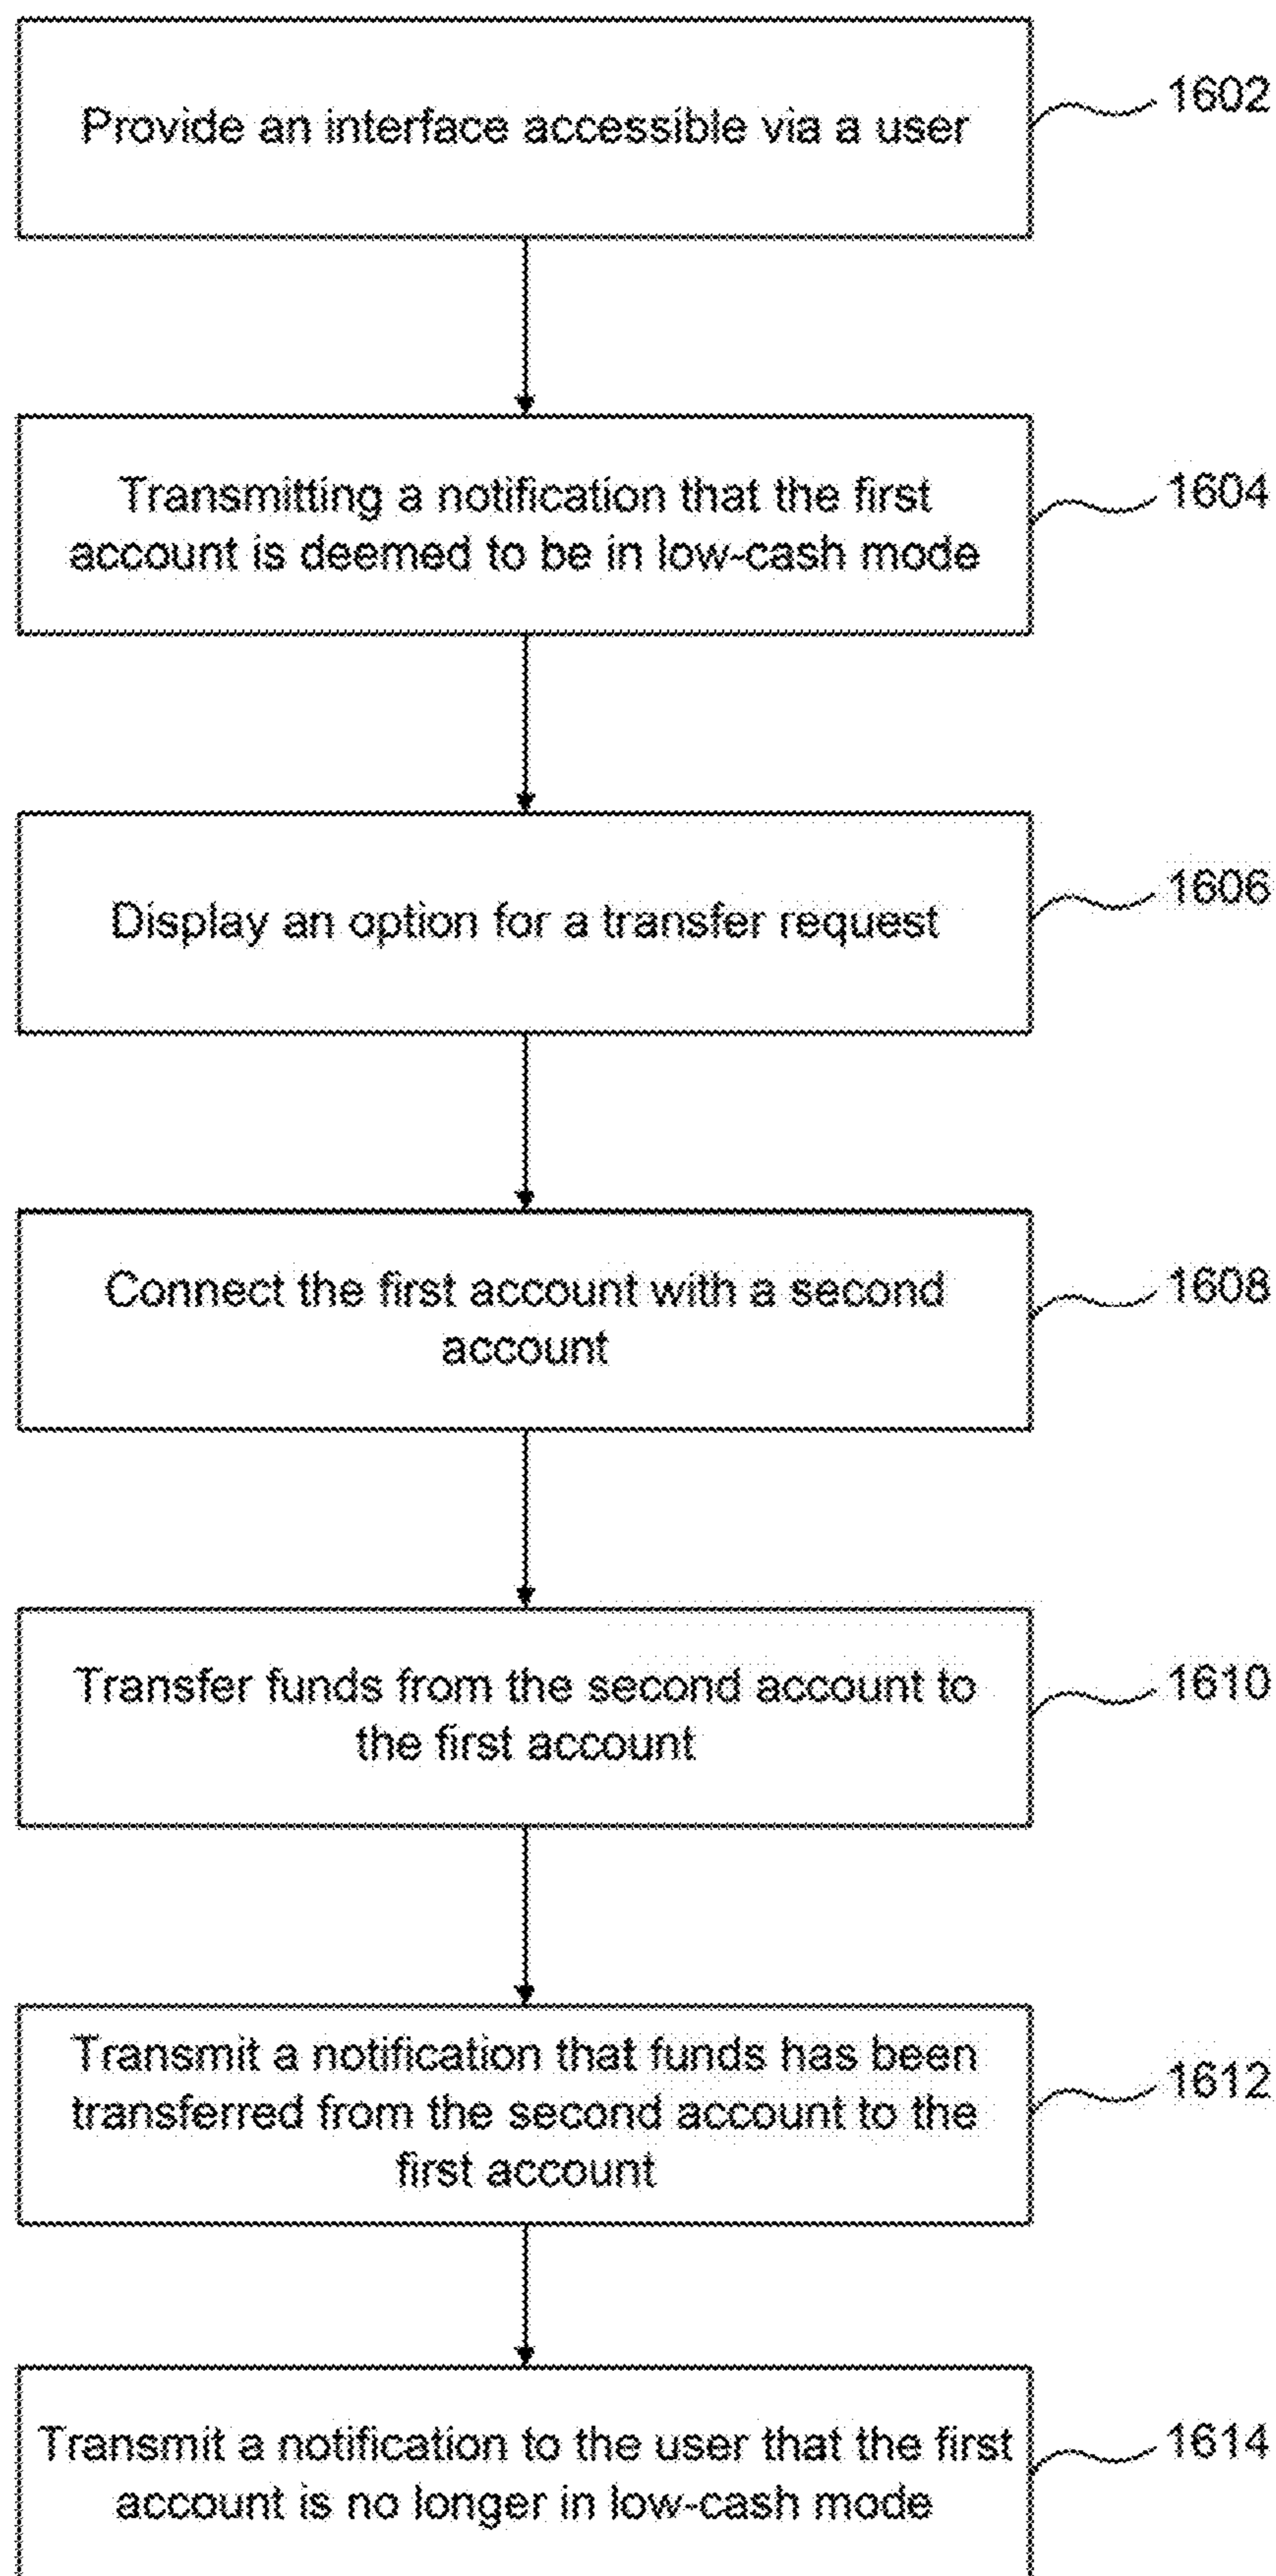 Provide an interface accessible via a user
1602
Transmitting a notification that the first
account is deemed to be in low-cash mode
1604
Display an option for a transfer request
1606
Connect the first account with a second
account
1608
Transfer funds from the second account to
the first account
1610
Transmit a notification that funds has been
transferred from the second account to the
first account
1612
Transmit a notification to the user that the first
account is no longer in low-cash mode
1614